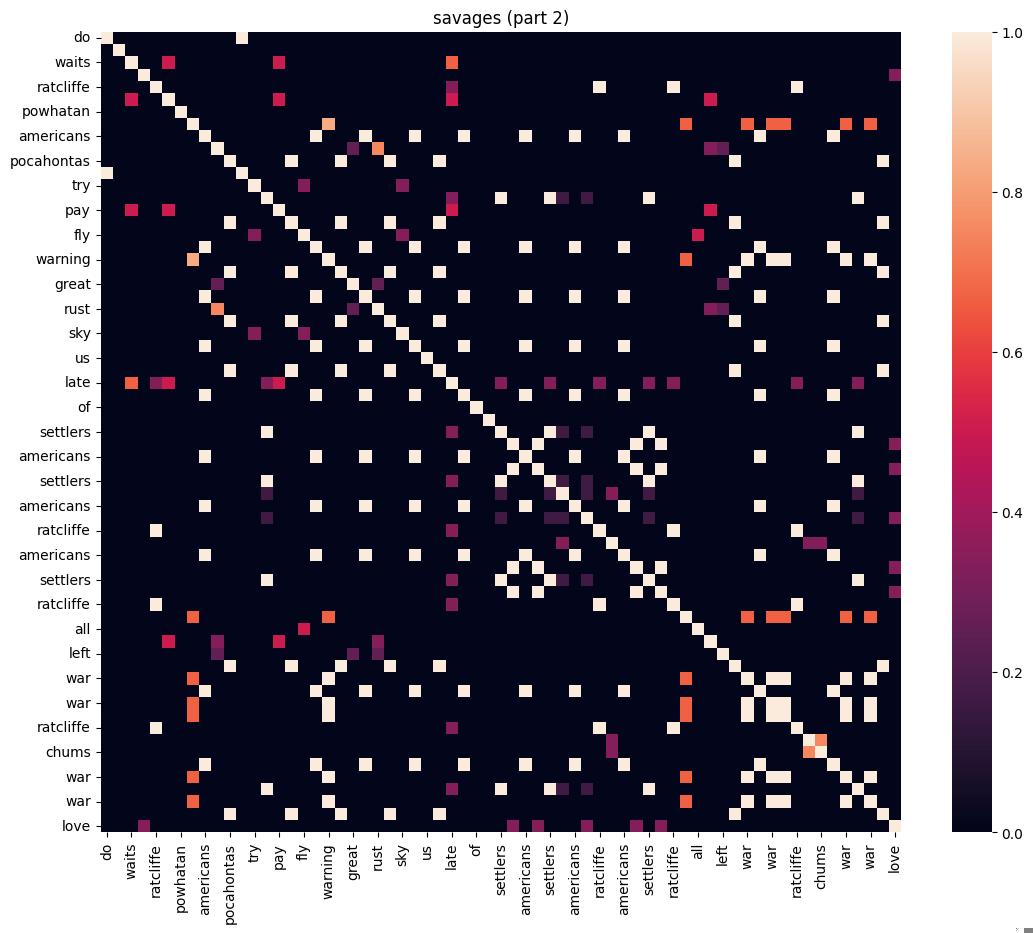 savages (part 2)
do
waits
ratcliffe
powhatan
americans
pocahontas
try
pay
fly
warning
great
rust
sky
us
late
of
settlers
americans
settlers
americans
ratcliffe
americans
settlers
ratcliffe
all
left
war
war
ratcliffe
chums
war
war
love
do
waits
ratcliffe
powhatan
americans
pocahontas
try
pay
fly
warning
great
rust
sky
us
late
of
settlers
americans
settlers
americans
ratcliffe
americans
settlers
ratcliffe
all
left
war
war
ratcliffe
chums
war
war
love
1.0
0.8
0.6
0.4
0.2
0.0